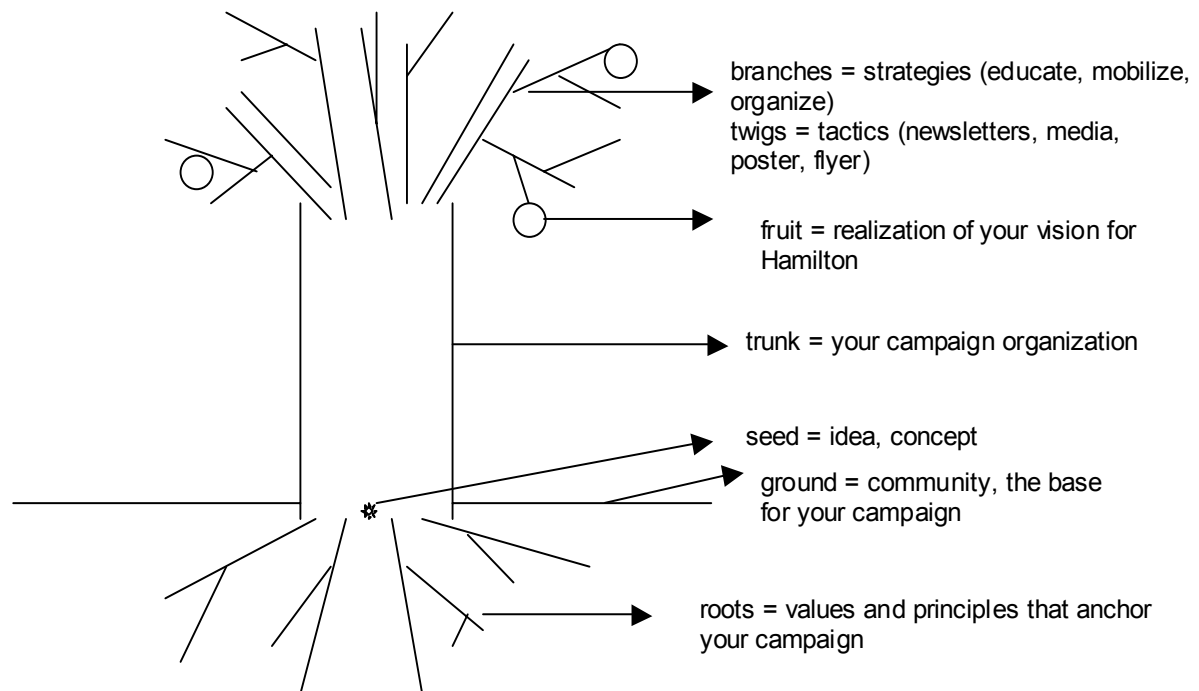 branches = strategies (educate, mobilize,
organize)
twigs = tactics (newsletters, media,
poster, flyer)
fruit = realization of your vision for
Hamilton
trunk = your campaign organization
seed = idea, concept
ground = community, the base
for your campaign
roots = values and principles that anchor
your campaign